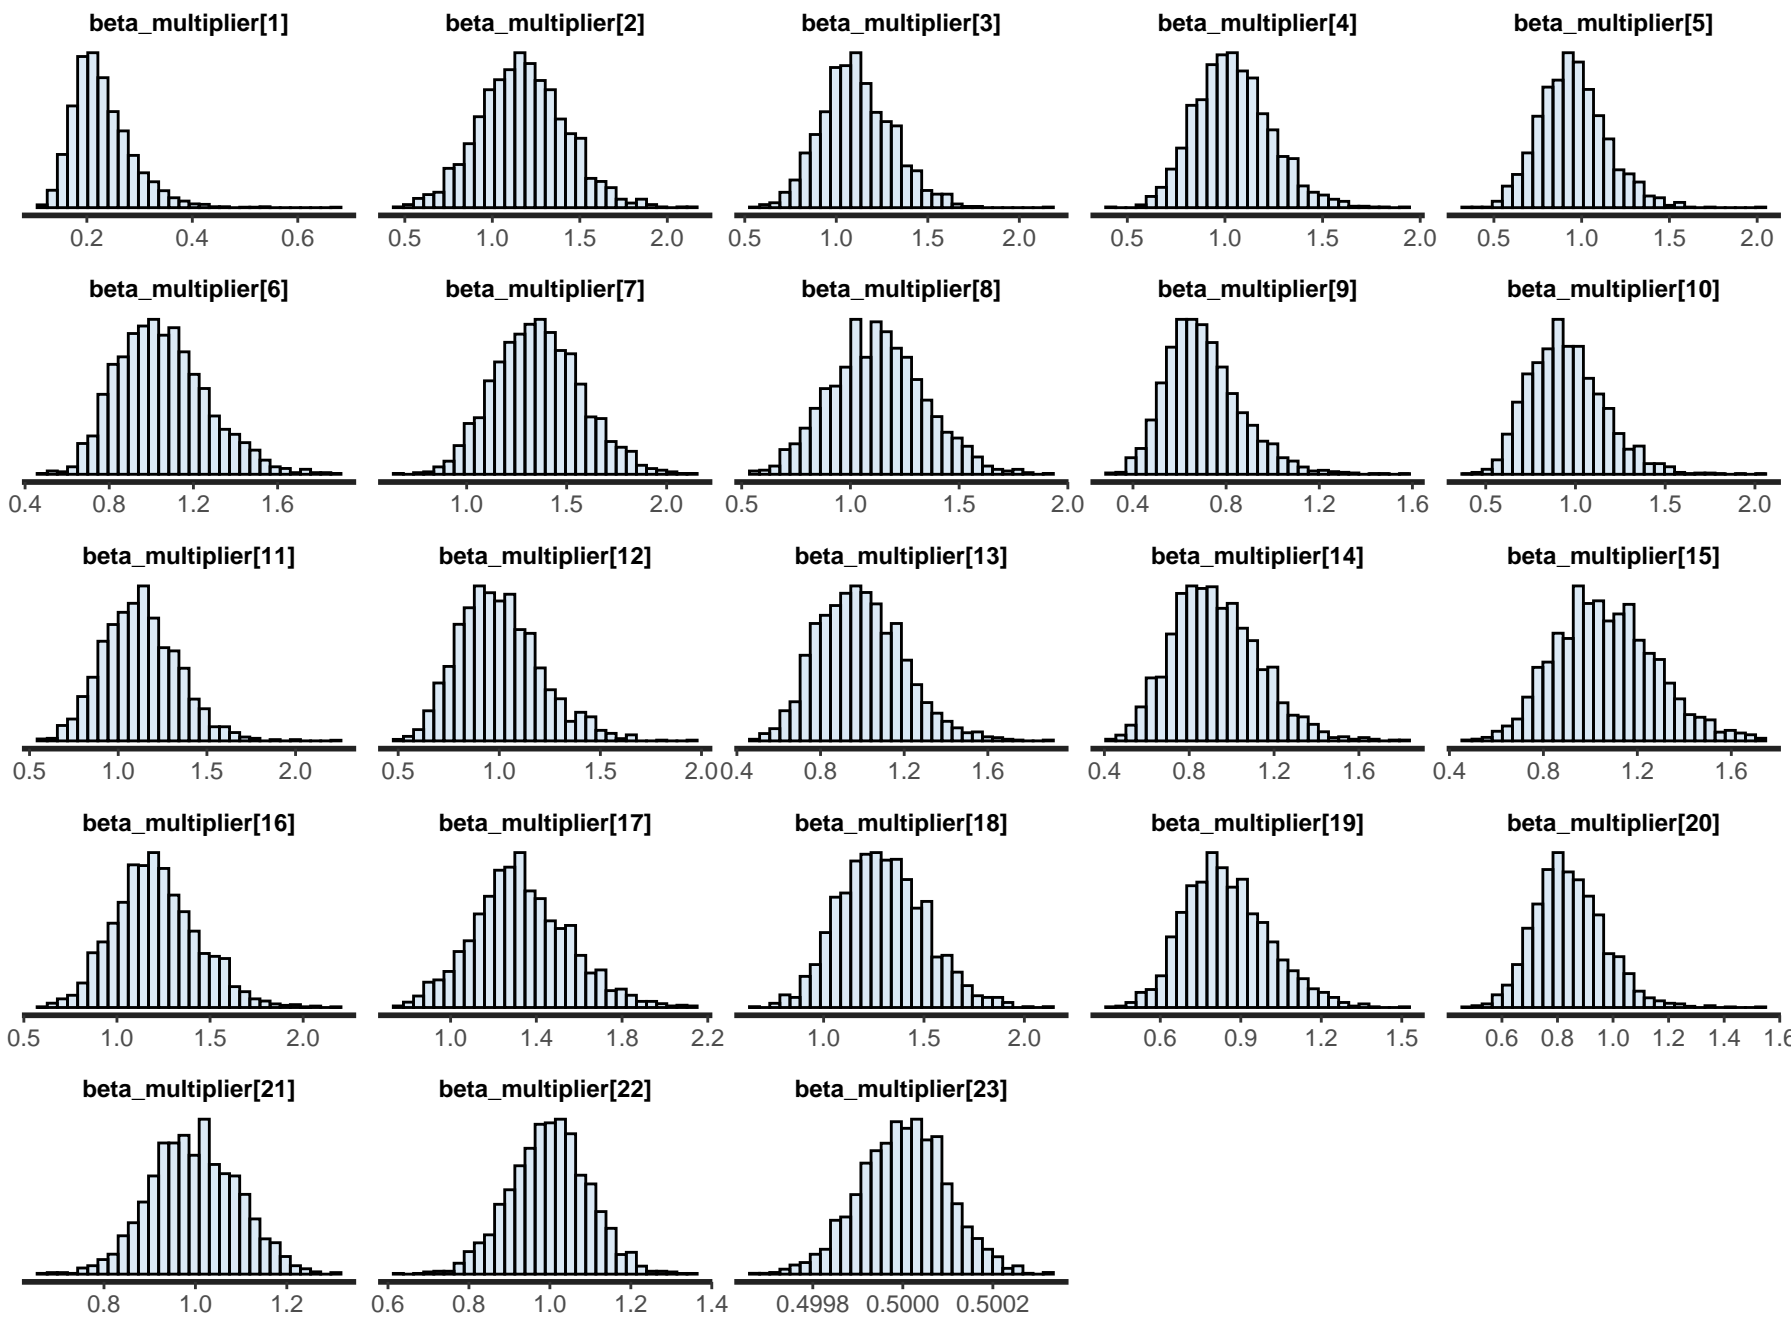 beta_multiplier[1] beta_multiplier[2] beta_multiplier[3] beta_multiplier[4] beta_multiplier[5]
0.2 0.4 0.6 0.5 1.0 1.5 2.0 0.5 1.0 1.5 2.0 0.5 1.0 1.5 2.0 0.5 1.0 1.5 2.0
beta_multiplier[6] beta_multiplier[7] beta_multiplier[8] beta_multiplier[9] beta_multiplier[10]
0.4 0.8 1.2 1.6 1.0 1.5 2.0 0.5 1.0 1.5 2.0 0.4 0.8 1.2 1.6 0.5 1.0 1.5 2.0
beta_multiplier[11] beta_multiplier[12] beta_multiplier[13] beta_multiplier[14] beta_multiplier[15]
0.5 1.0 1.5 2.0 0.5 1.0 1.5 2.0 0.4 0.8 1.2 1.6 0.4 0.8 1.2 1.6 0.4 0.8 1.2 1.6
beta_multiplier[16] beta_multiplier[17] beta_multiplier[18] beta_multiplier[19] beta_multiplier[20]
0.5 1.0 1.5 2.0 1.0 1.4 1.8 2.2 1.0 1.5 2.0 0.6 0.9 1.2 1.5 0.6 0.8 1.0 1.2 1.4 1.6
beta_multiplier[21] beta_multiplier[22] beta_multiplier[23]
0.8 1.0 1.2 0.6 0.8 1.0 1.2 1.4 0.4998 0.5000 0.5002